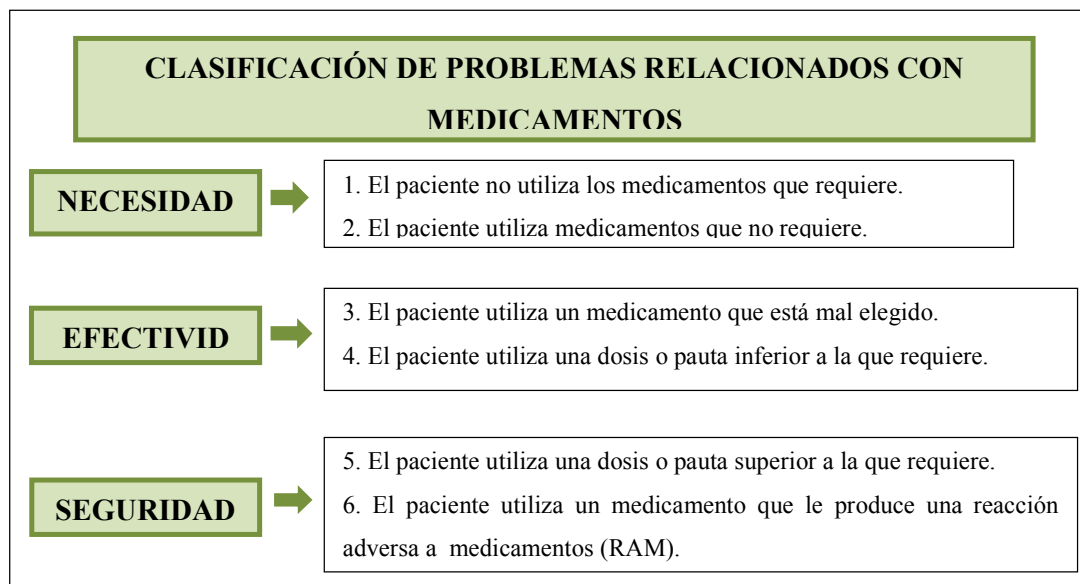 CLASIFICACIÓN DE PROBLEMAS RELACIONADOS CON
MEDICAMENTOS
NECESIDAD
1. El paciente no utiliza los medicamentos que requiere.
2. El paciente utiliza medicamentos que no requiere.
EFECTIVID
3. El paciente utiliza un medicamento que está mal elegido.
4. El paciente utiliza una dosis o pauta inferior a la que requiere.
SEGURIDAD
5. El paciente utiliza una dosis o pauta superior a la que requiere.
6. El paciente utiliza un medicamento que le produce una reacción
adversa a medicamentos (RAM).